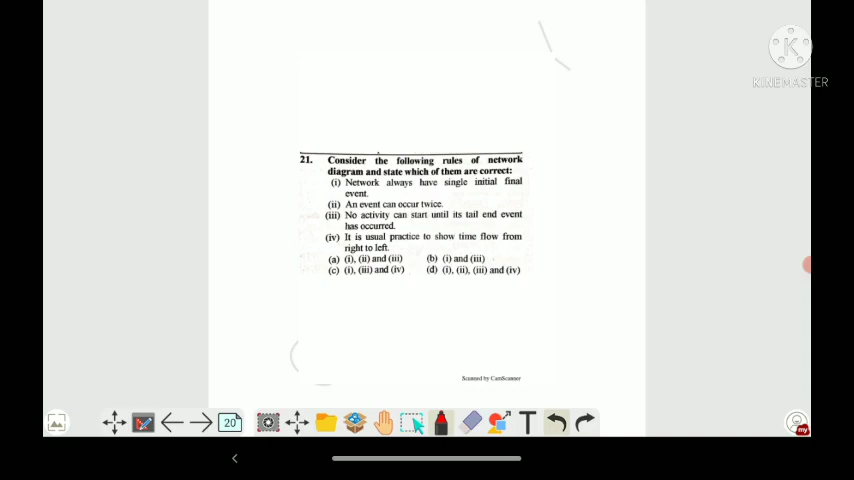 KINEMASTER
21. Consider the following rules of network
diagram and state which of them are correct:
(i) Network always have single initial final
event.
(ii) An event can occur twice.
(iii) No activity can start until its tail end event
has occurred.
(iv) It is usual practice to show time flow from
right to left.
(a) (i), (ii) and (iii) (b) (i) and (iii)
(c) (i), (iii) and (iv) (d) (i), (ii), (iii) and (iv)
Scanned by CamScanner
20
T
my